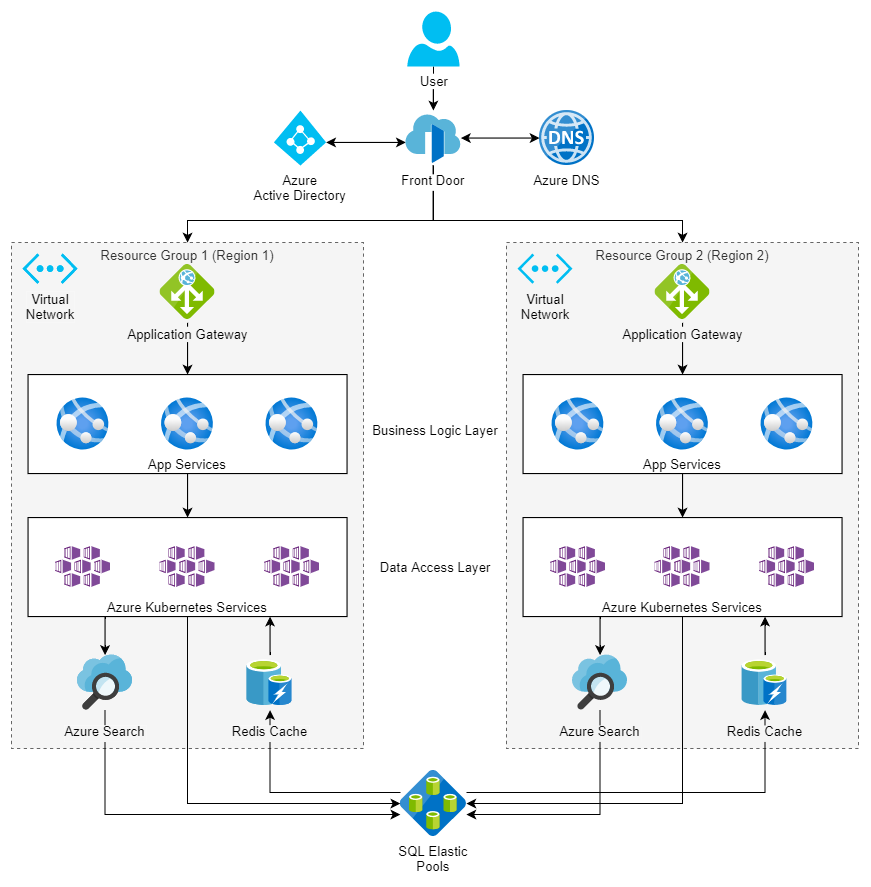 User
DNS
Azure
Active Directory
Front Door
Azure DNS
Resource Group 1 (Region 1)
Resource Group 2 (Region 2)
Virtual
Network
Application Gateway
Virtual
Network
Application Gateway
App Services
Business Logic Layer
App Services
Azure Kubernetes Services
Data Access Layer
Azure Kubernetes Services
Azure Search
Redis Cache
Azure Search
Redis Cache
SQL Elastic
Pools